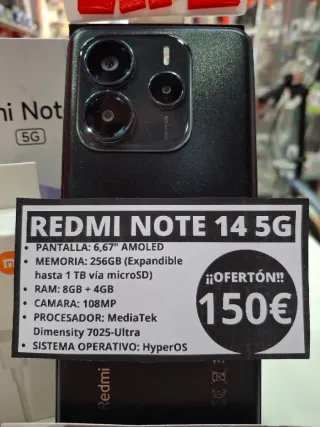 mi Not
5G
REDMI NOTE 14 5G
• PANTALLA: 6,67" AMOLED
• MEMORIA: 256GB (Expandible
hasta 1 TB vía microSD)
• RAM: 8GB + 4GB
• CAMARA: 108MP
• PROCESADOR: MediaTek
Dimensity 7025-Ultra
• SISTEMA OPERATIVO: HyperOS
¡¡OFERTÓN!!
150€
Redmi